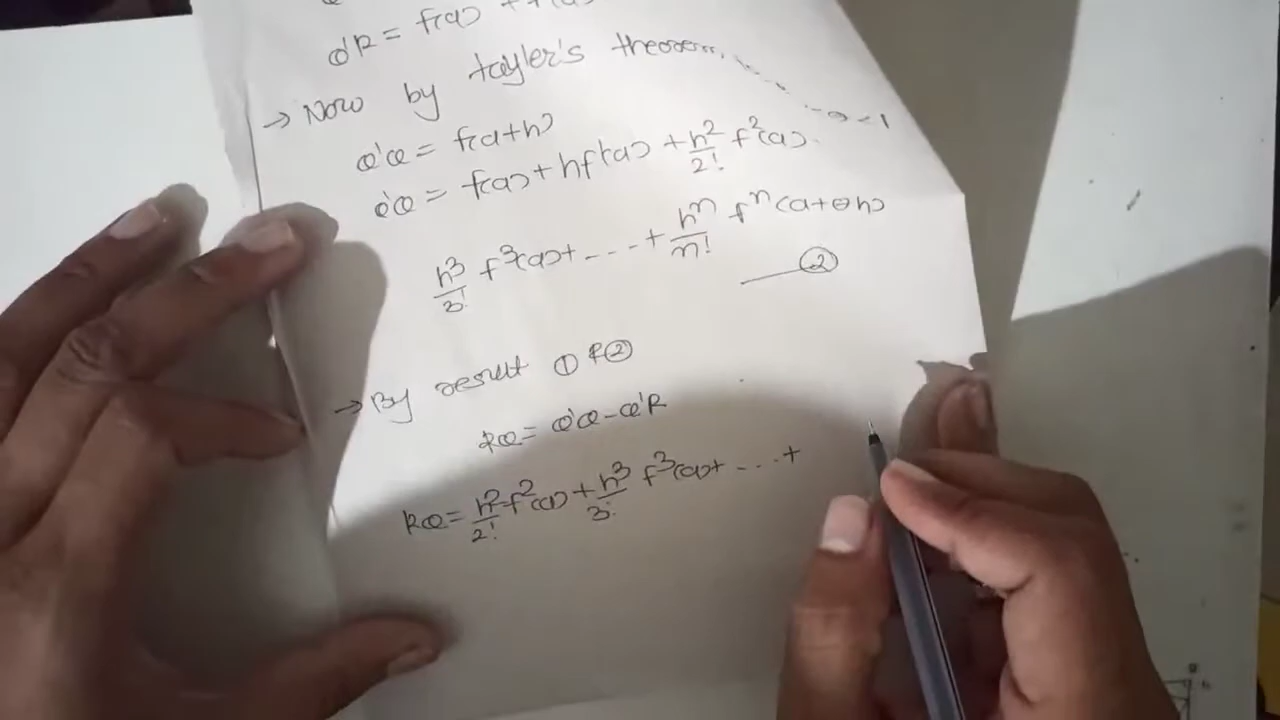 Q'R = f(a) +
→ Now by tayler's theorem,
Q'Q = f(a+h)
Q'Q = f(a) + hf'(a) + h²/2! f²(a).
h³/3! f³(a) + ... + hⁿ/n! fⁿ(a+θh)
②
→ By result ① & ②
RQ = Q'Q - Q'R
RQ = h²/2! f²(a) + h³/3! f³(a) + ... +